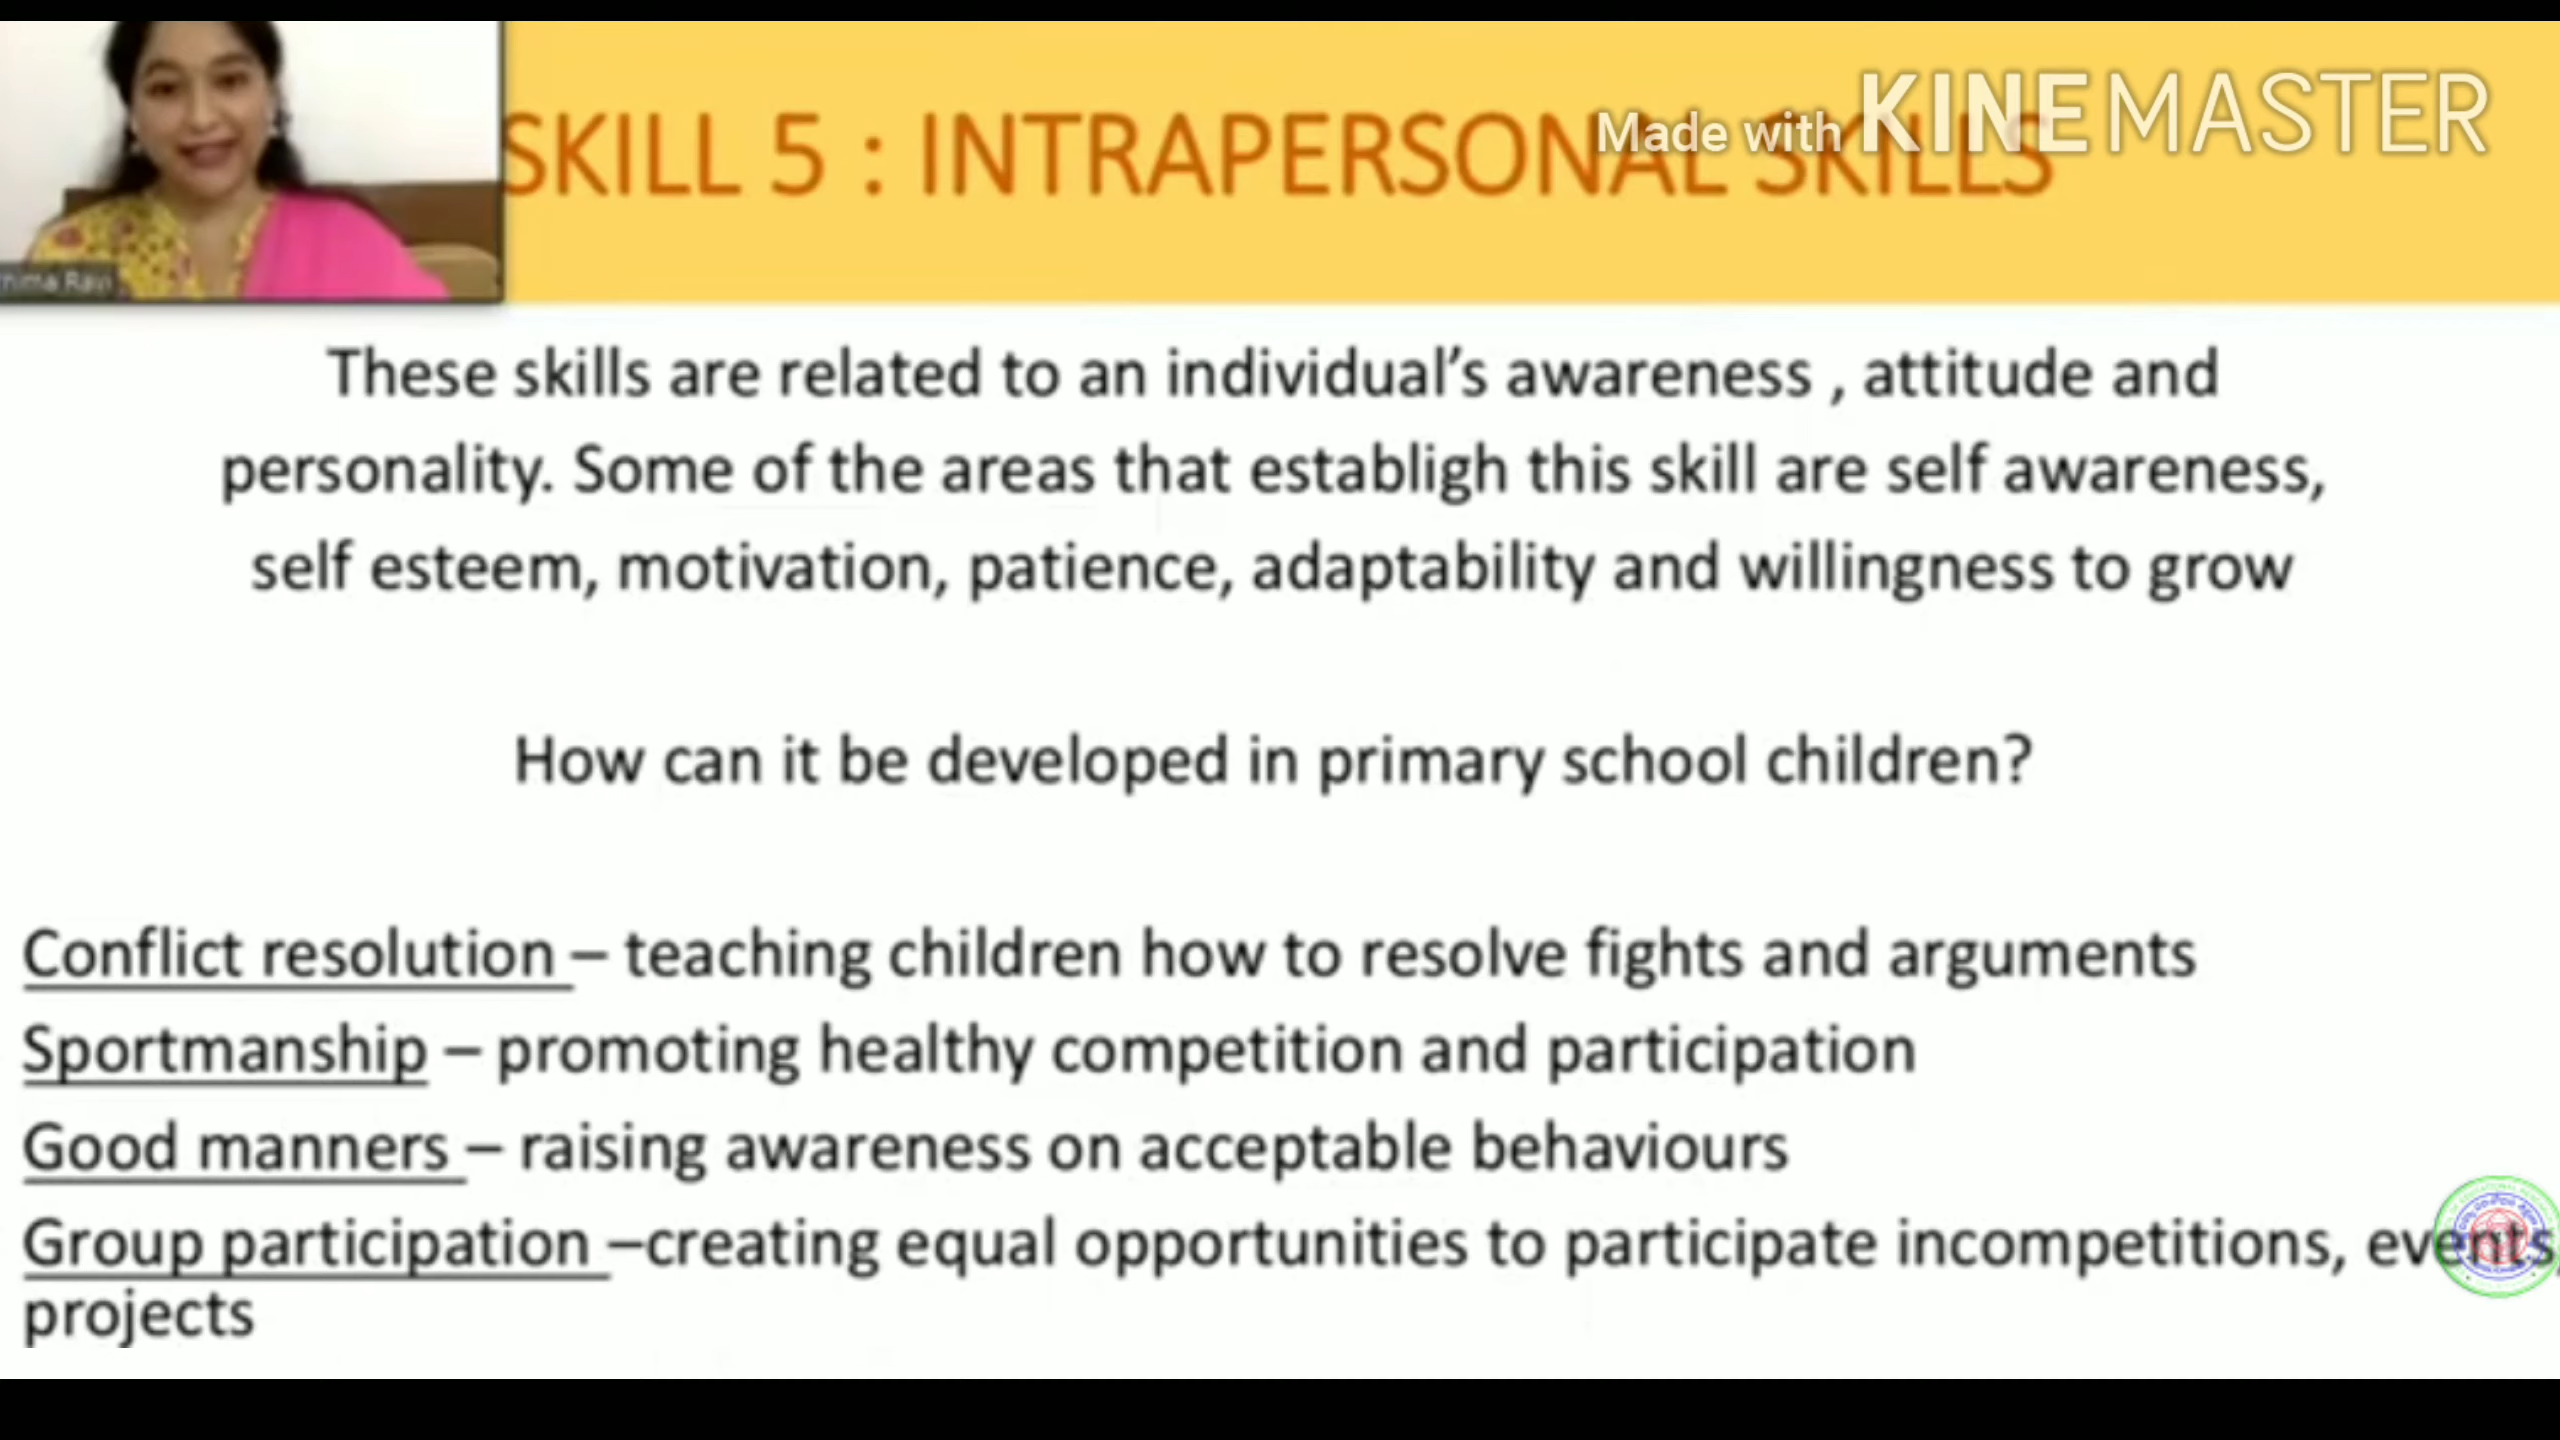 SKILL 5 : INTRAPERSONAL SKILLS
Made with KINEMASTER
These skills are related to an individual's awareness , attitude and
personality. Some of the areas that establigh this skill are self awareness,
self esteem, motivation, patience, adaptability and willingness to grow
How can it be developed in primary school children?
Conflict resolution – teaching children how to resolve fights and arguments
Sportmanship – promoting healthy competition and participation
Good manners – raising awareness on acceptable behaviours
Group participation –creating equal opportunities to participate incompetitions, events,
projects